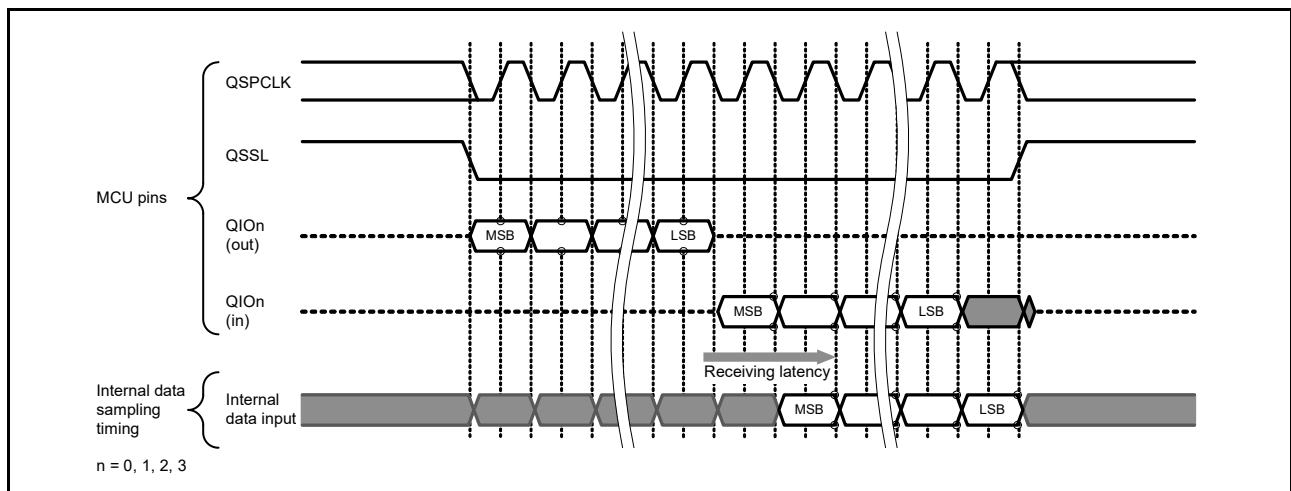 QSPCLK
QSSL
MCU pins
QIOn
(out)
MSB
LSB
QIOn
(in)
MSB
LSB
Receiving latency
Internal data
sampling
timing
Internal
data input
MSB
LSB
n = 0, 1, 2, 3